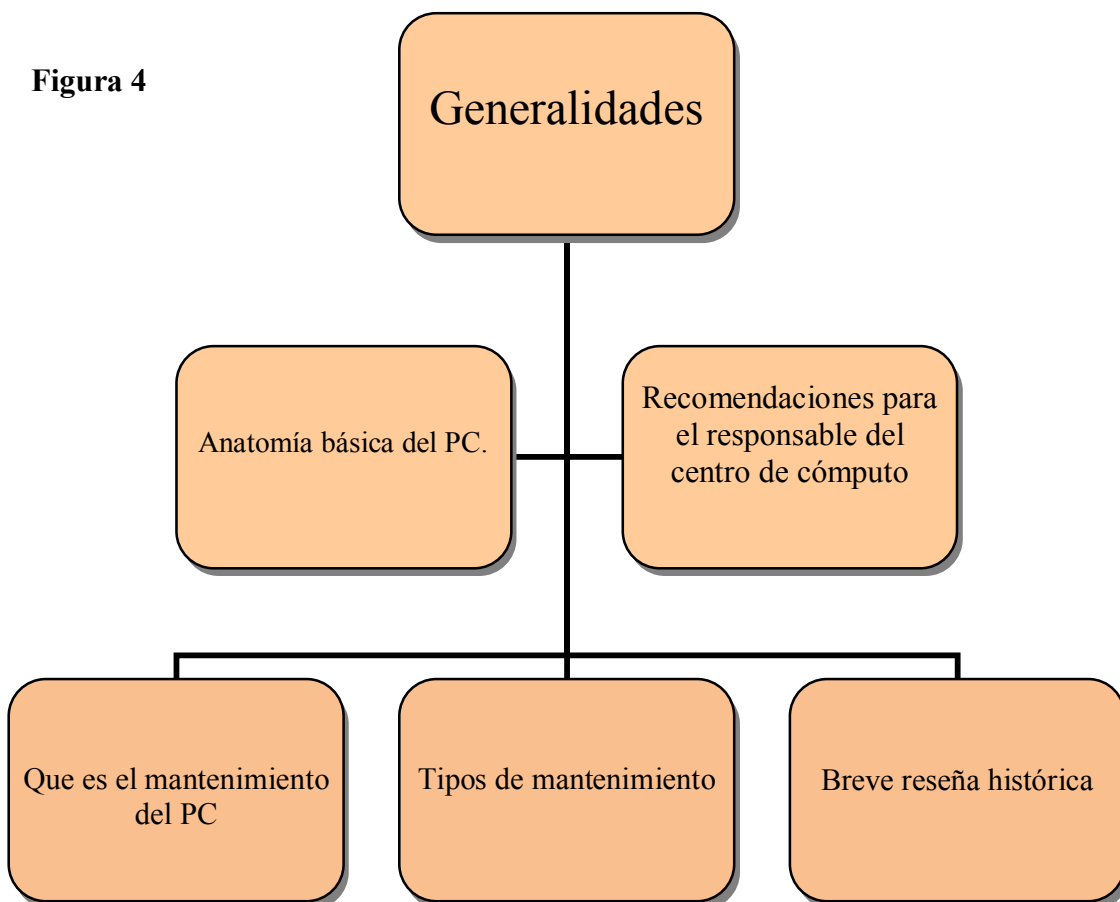 Figura 4
Generalidades
Anatomía básica del PC.
Recomendaciones para
el responsable del
centro de cómputo
Que es el mantenimiento
del PC
Tipos de mantenimiento
Breve reseña histórica